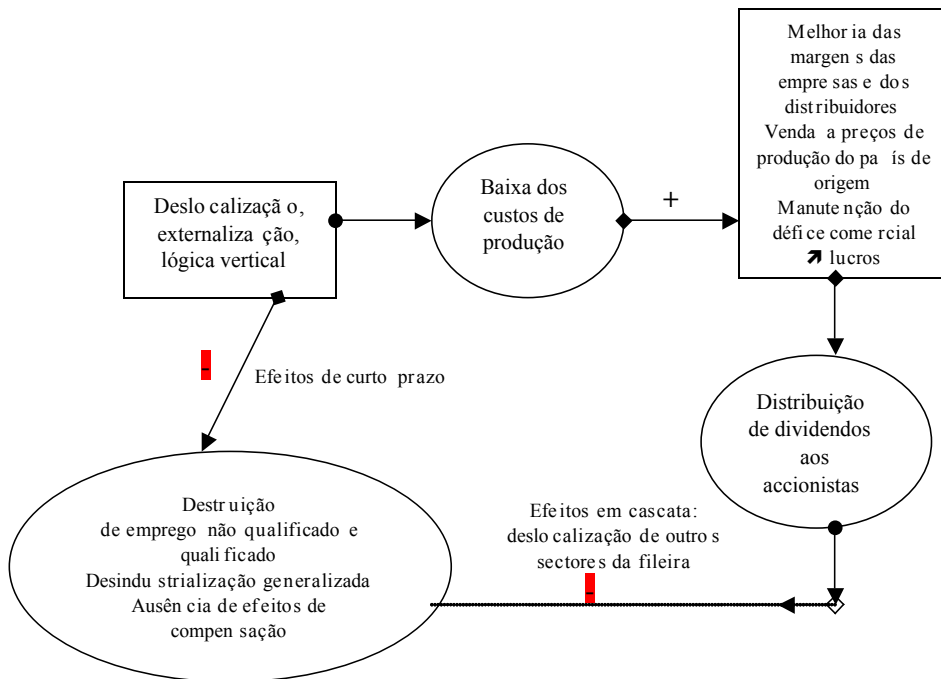 Deslocalização,
externalização,
lógica vertical
Baixa dos
custos de
produção
+
Melhoria das
margens das
empresas e dos
distribuidores
Venda a preços de
produção do país de
origem
Manutenção do
défice comercial
↗ lucros
-
Efeitos de curto prazo
Distribuição
de dividendos
aos
accionistas
Destruição
de emprego não qualificado e
qualificado
Desindustrialização generalizada
Ausência de efeitos de
compensação
Efeitos em cascata:
deslocalização de outros
sectores da fileira
-